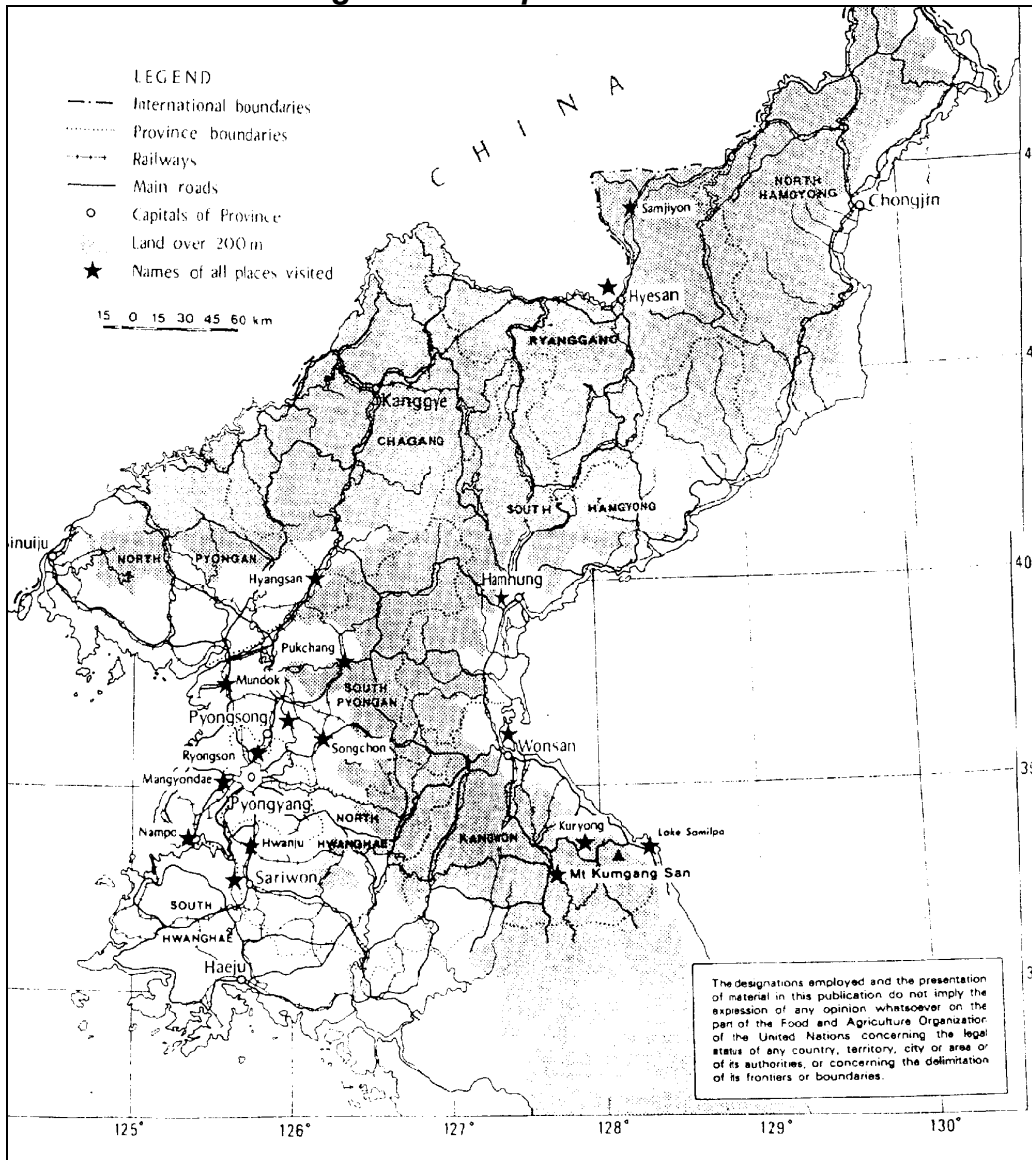 LEGEND
International boundaries
Province boundaries
Railways
Main roads
Capitals of Province
Land over 200 m
Names of all places visited
15 0 15 30 45 60 km
CHINA
NORTH
HAMGYONG
Chongjin
Samjiyon
Hyesan
RYANGGANG
Kanggye
CHAGANG
SOUTH HAMGYONG
inuiju
NORTH PYONGAN
Hyangsan
Hamhung
Pukchang
Mundok
SOUTH
PYONGAN
Pyongsong
Songchon
Wonsan
Ryongson
Mangyondae
Pyongyang
NORTH
HWANGHAE
KANGWON
Kuryong
Lake Samilpo
Nampo
Hwanju
Mt Kumgang San
Sariwon
SOUTH
HWANGHAE
Haeju
The designations employed and the presentation
of material in this publication do not imply the
expression of any opinion whatsoever on the
part of the Food and Agriculture Organization
of the United Nations concerning the legal
status of any country, territory, city or area or
of its authorities, or concerning the delimitation
of its frontiers or boundaries.
4
4
40
39
3
125° 126° 127° 128° 129° 130°